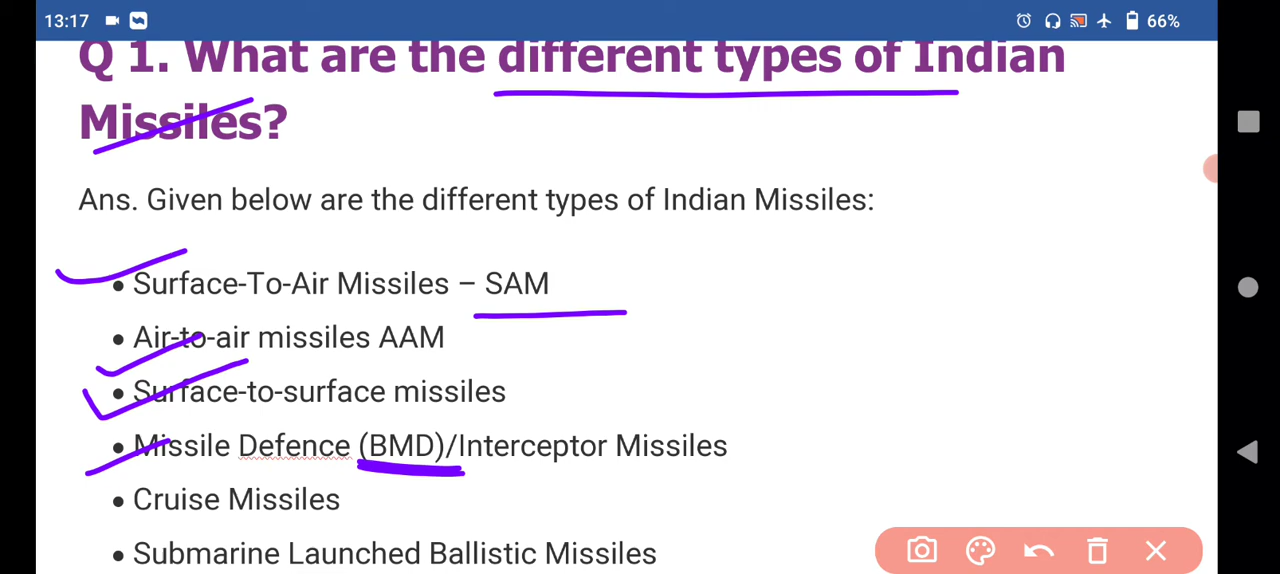 13:17
66%
Q 1. What are the different types of Indian
Missiles?
Ans. Given below are the different types of Indian Missiles:
• Surface-To-Air Missiles – SAM
• Air-to-air missiles AAM
• Surface-to-surface missiles
• Missile Defence (BMD)/Interceptor Missiles
• Cruise Missiles
• Submarine Launched Ballistic Missiles